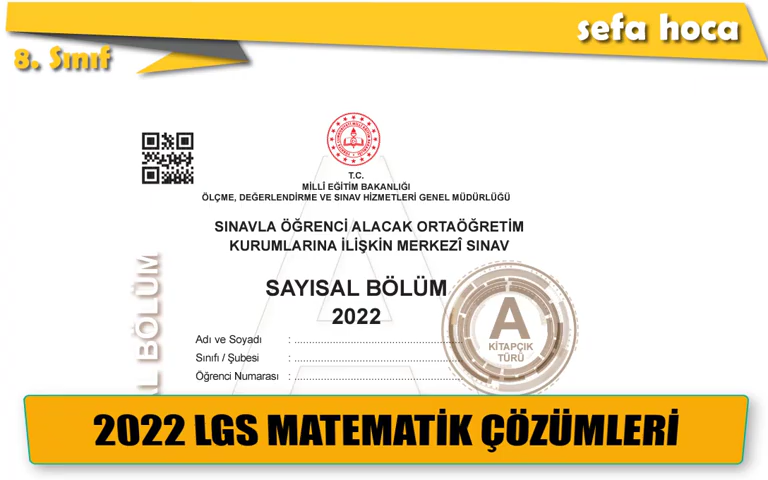 sefa hoca
8. Sınıf
T.C.
MİLLÎ EĞİTİM BAKANLIĞI
ÖLÇME, DEĞERLENDİRME VE SINAV HİZMETLERİ GENEL MÜDÜRLÜĞÜ
SINAVLA ÖĞRENCİ ALACAK ORTAÖĞRETİM
KURUMLARINA İLİŞKİN MERKEZÎ SINAV
SAYISAL BÖLÜM
2022
Adı ve Soyadı : ..........................................................
Sınıfı / Şubesi : ..........................................................
Öğrenci Numarası : ..........................................................
A
KİTAPÇIK
TÜRÜ
AL BÖLÜM
2022 LGS MATEMATİK ÇÖZÜMLERİ